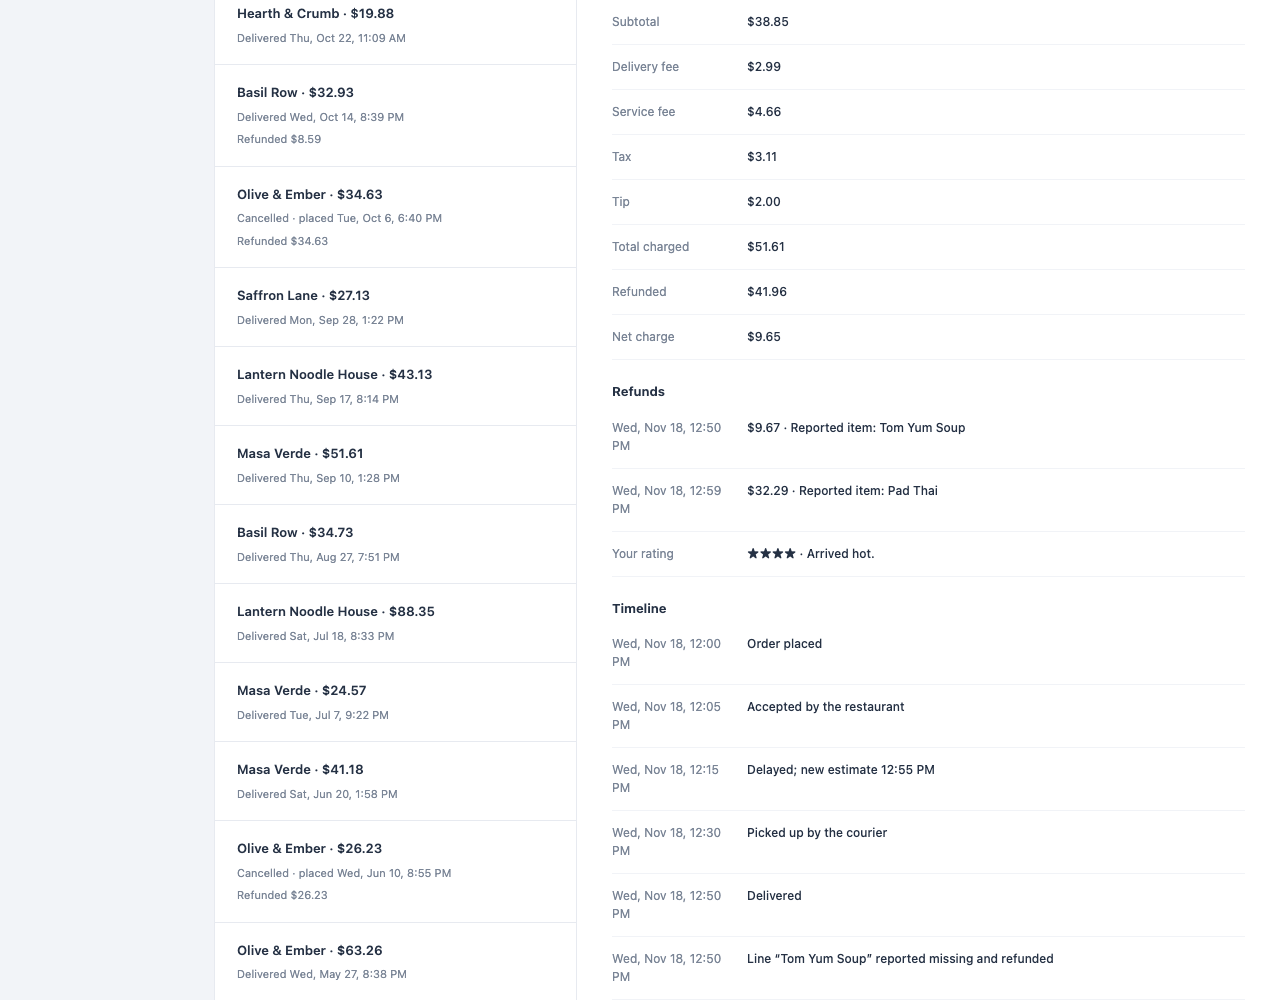 Hearth & Crumb · $19.88
Delivered Thu, Oct 22, 11:09 AM
Basil Row · $32.93
Delivered Wed, Oct 14, 8:39 PM
Refunded $8.59
Olive & Ember · $34.63
Cancelled · placed Tue, Oct 6, 6:40 PM
Refunded $34.63
Saffron Lane · $27.13
Delivered Mon, Sep 28, 1:22 PM
Lantern Noodle House · $43.13
Delivered Thu, Sep 17, 8:14 PM
Masa Verde · $51.61
Delivered Thu, Sep 10, 1:28 PM
Basil Row · $34.73
Delivered Thu, Aug 27, 7:51 PM
Lantern Noodle House · $88.35
Delivered Sat, Jul 18, 8:33 PM
Masa Verde · $24.57
Delivered Tue, Jul 7, 9:22 PM
Masa Verde · $41.18
Delivered Sat, Jun 20, 1:58 PM
Olive & Ember · $26.23
Cancelled · placed Wed, Jun 10, 8:55 PM
Refunded $26.23
Olive & Ember · $63.26
Delivered Wed, May 27, 8:38 PM
Subtotal $38.85
Delivery fee $2.99
Service fee $4.66
Tax $3.11
Tip $2.00
Total charged $51.61
Refunded $41.96
Net charge $9.65
Refunds
Wed, Nov 18, 12:50 $9.67 · Reported item: Tom Yum Soup
PM
Wed, Nov 18, 12:59 $32.29 · Reported item: Pad Thai
PM
Your rating ★★★★ · Arrived hot.
Timeline
Wed, Nov 18, 12:00 Order placed
PM
Wed, Nov 18, 12:05 Accepted by the restaurant
PM
Wed, Nov 18, 12:15 Delayed; new estimate 12:55 PM
PM
Wed, Nov 18, 12:30 Picked up by the courier
PM
Wed, Nov 18, 12:50 Delivered
PM
Wed, Nov 18, 12:50 Line “Tom Yum Soup” reported missing and refunded
PM